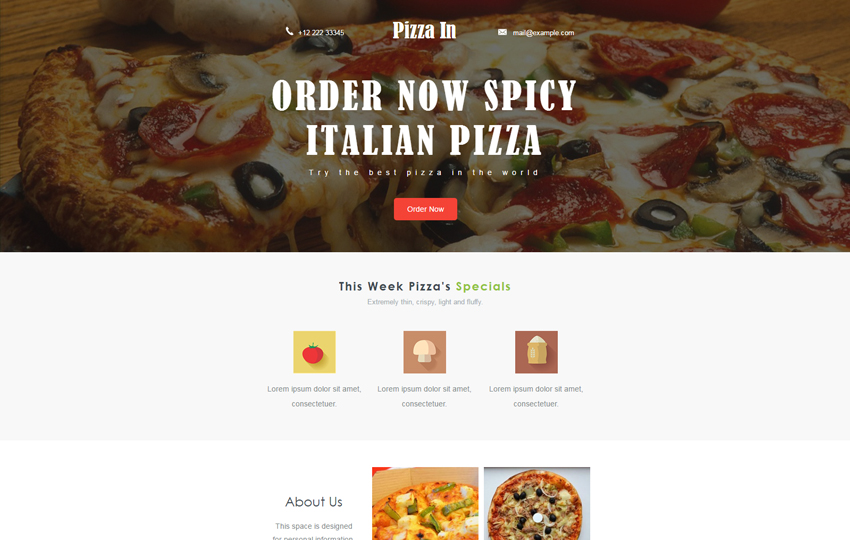 +12 222 33345
Pizza In
mail@example.com
ORDER NOW SPICY
ITALIAN PIZZA
Try the best pizza in the world
Order Now
This Week Pizza's Specials
Extremely thin, crispy, light and fluffy.
Lorem ipsum dolor sit amet,
consectetuer.
Lorem ipsum dolor sit amet,
consectetuer.
Lorem ipsum dolor sit amet,
consectetuer.
About Us
This space is designed
for personal information